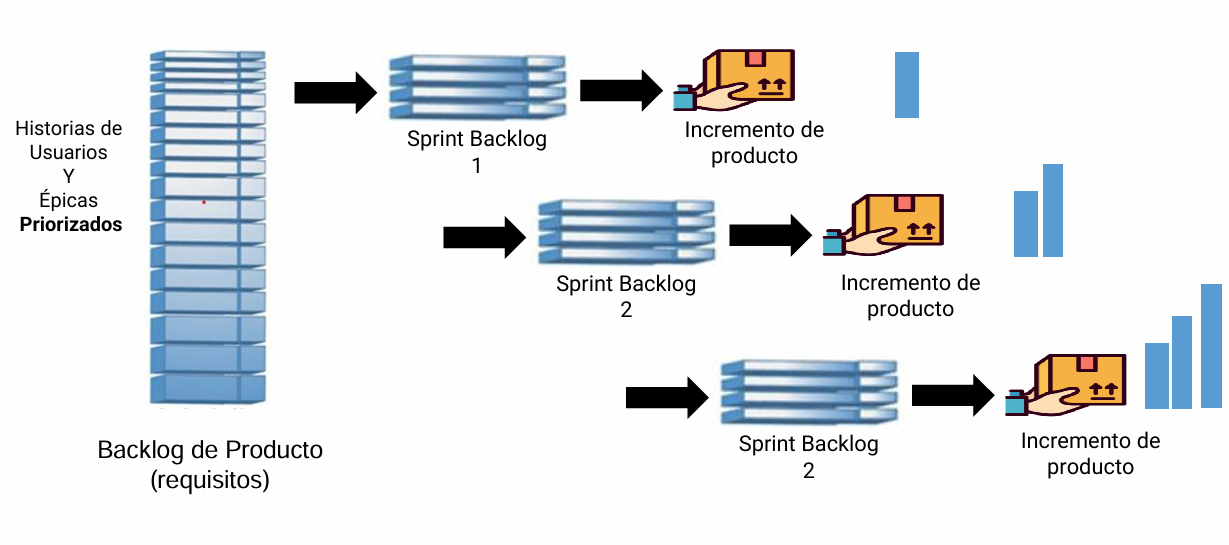 Historias de
Usuarios
Y
Épicas
Priorizados
Backlog de Producto
(requisitos)
Sprint Backlog
1
Incremento de
producto
Sprint Backlog
2
Incremento de
producto
Sprint Backlog
2
Incremento de
producto